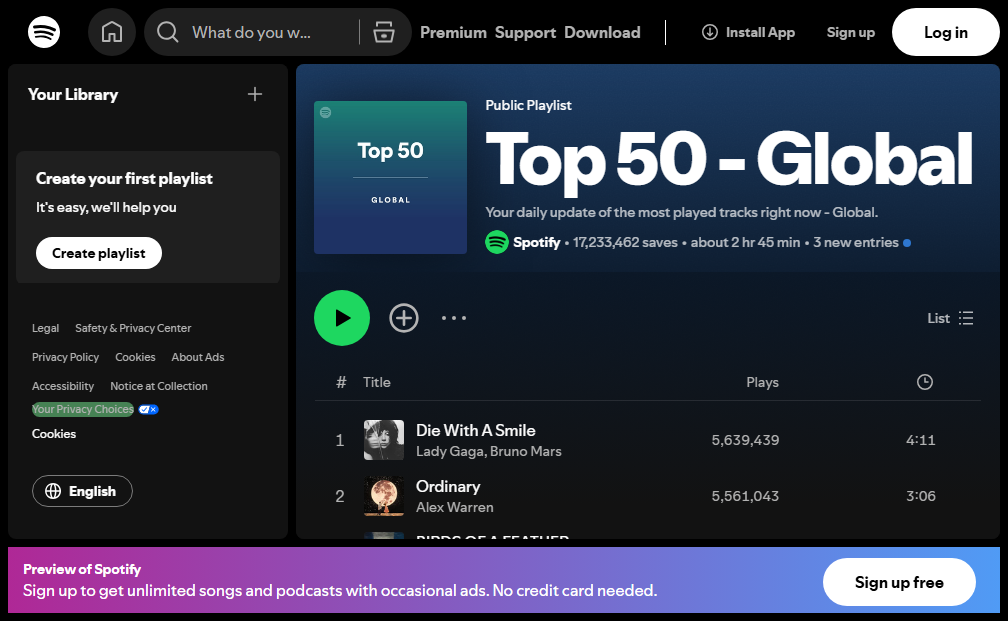 What do you w...
Premium Support Download
Install App
Sign up
Log in
Your Library
Create your first playlist
It's easy, we'll help you
Create playlist
Legal Safety & Privacy Center
Privacy Policy Cookies About Ads
Accessibility Notice at Collection
Your Privacy Choices
Cookies
English
Top 50
GLOBAL
Public Playlist
Top 50 - Global
Your daily update of the most played tracks right now - Global.
Spotify • 17,233,462 saves • about 2 hr 45 min • 3 new entries
List
# Title Plays
1 Die With A Smile 5,639,439 4:11
Lady Gaga, Bruno Mars
2 Ordinary 5,561,043 3:06
Alex Warren
BIRDS OF A FEATHER
Preview of Spotify
Sign up to get unlimited songs and podcasts with occasional ads. No credit card needed.
Sign up free